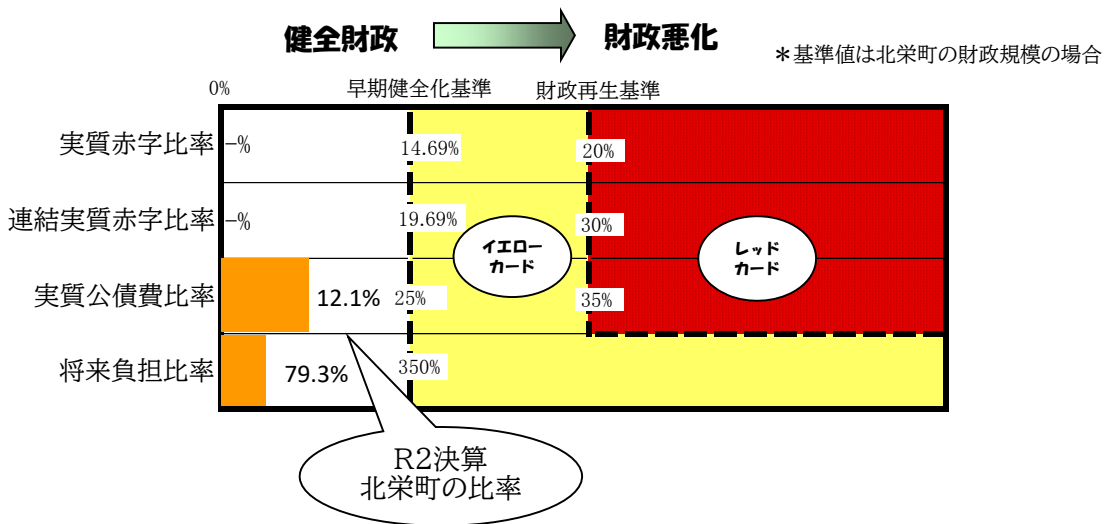 健全財政
財政悪化
＊基準値は北栄町の財政規模の場合
0%
早期健全化基準
財政再生基準
実質赤字比率
−%
14.69%
20%
連結実質赤字比率
−%
19.69%
30%
イエロー
カード
レッド
カード
実質公債費比率
12.1%
25%
35%
将来負担比率
79.3%
350%
R2決算
北栄町の比率